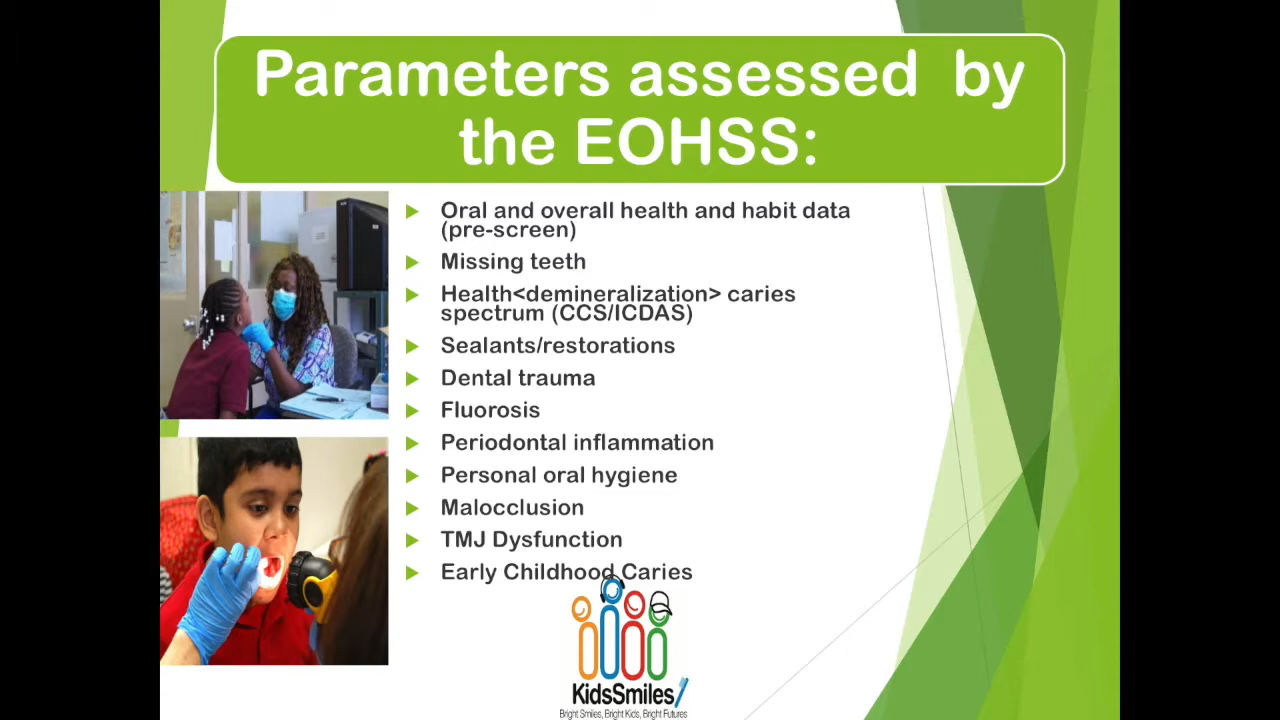 Parameters assessed by
the EOHSS:
Oral and overall health and habit data
(pre-screen)
Missing teeth
Health<demineralization> caries
spectrum (CCS/ICDAS)
Sealants/restorations
Dental trauma
Fluorosis
Periodontal inflammation
Personal oral hygiene
Malocclusion
TMJ Dysfunction
Early Childhood Caries
KidsSmiles
Bright Smiles, Bright Kids, Bright Futures